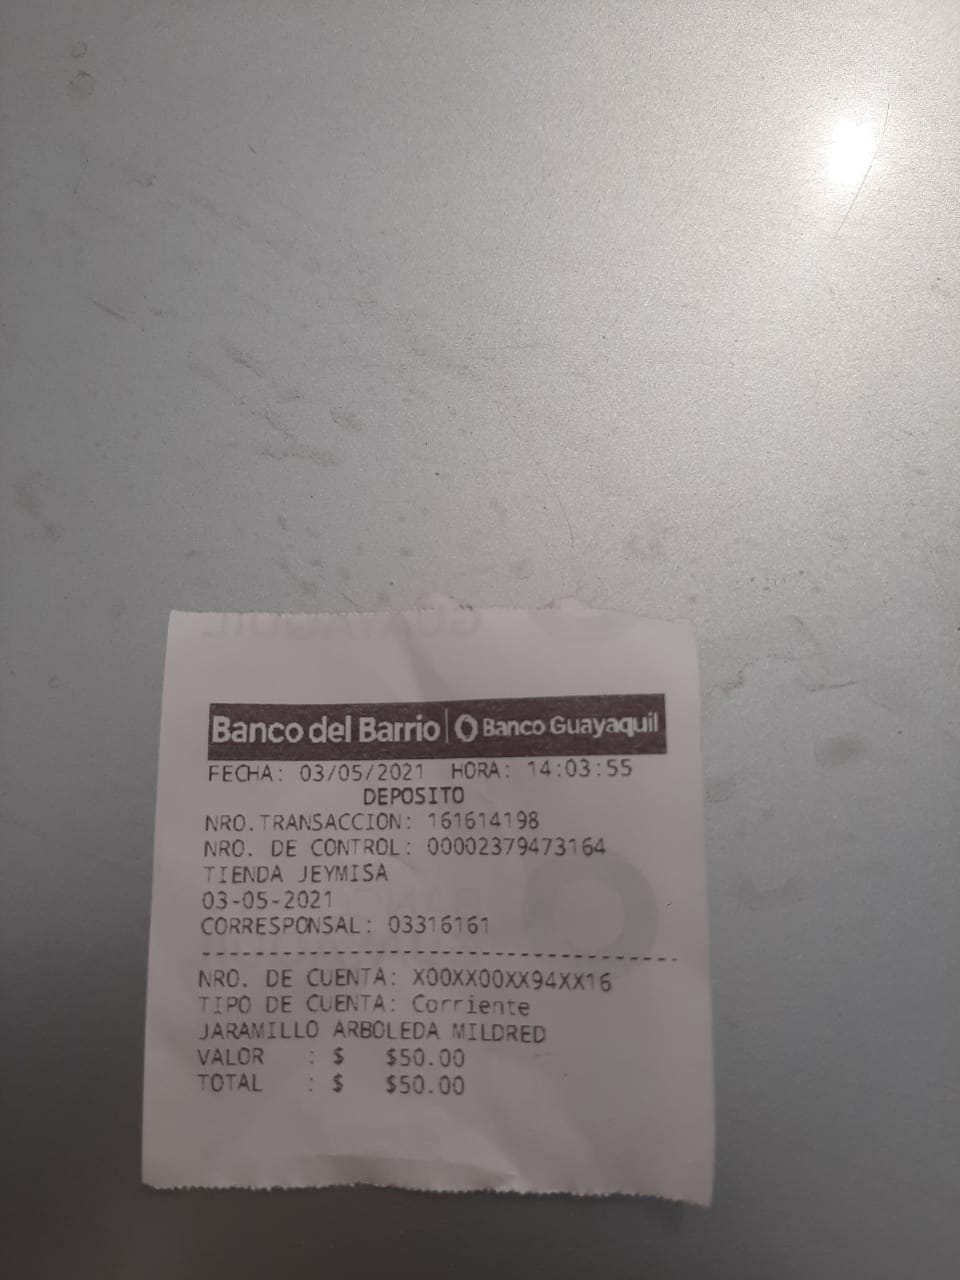 Banco del Barrio | Banco Guayaquil
FECHA: 03/05/2021 HORA: 14:03:55
DEPOSITO
NRO.TRANSACCION: 161614198
NRO. DE CONTROL: 00002379473164
TIENDA JEYMISA
03-05-2021
CORRESPONSAL: 03316161
NRO. DE CUENTA: X00XX00XX94XX16
TIPO DE CUENTA: Corriente
JARAMILLO ARBOLEDA MILDRED
VALOR : $ $50.00
TOTAL : $ $50.00